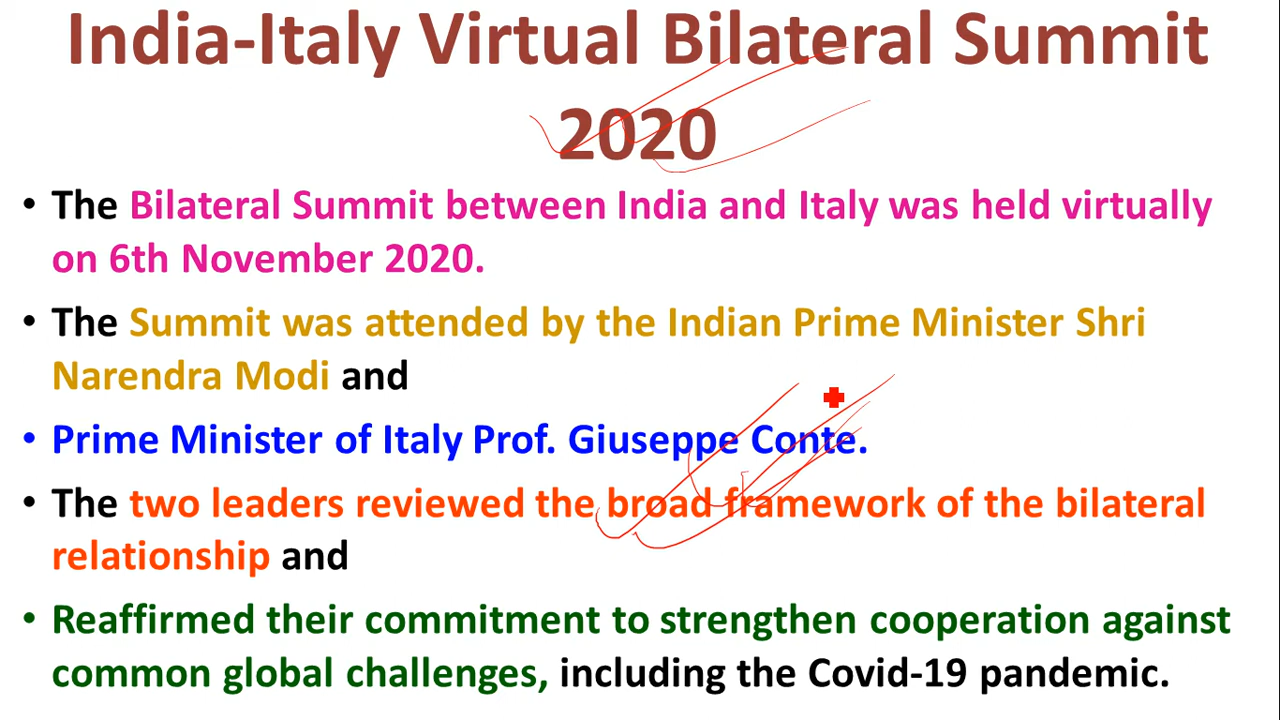 India-Italy Virtual Bilateral Summit
2020
• The Bilateral Summit between India and Italy was held virtually
on 6th November 2020.
• The Summit was attended by the Indian Prime Minister Shri
Narendra Modi and
• Prime Minister of Italy Prof. Giuseppe Conte.
• The two leaders reviewed the broad framework of the bilateral
relationship and
• Reaffirmed their commitment to strengthen cooperation against
common global challenges, including the Covid-19 pandemic.